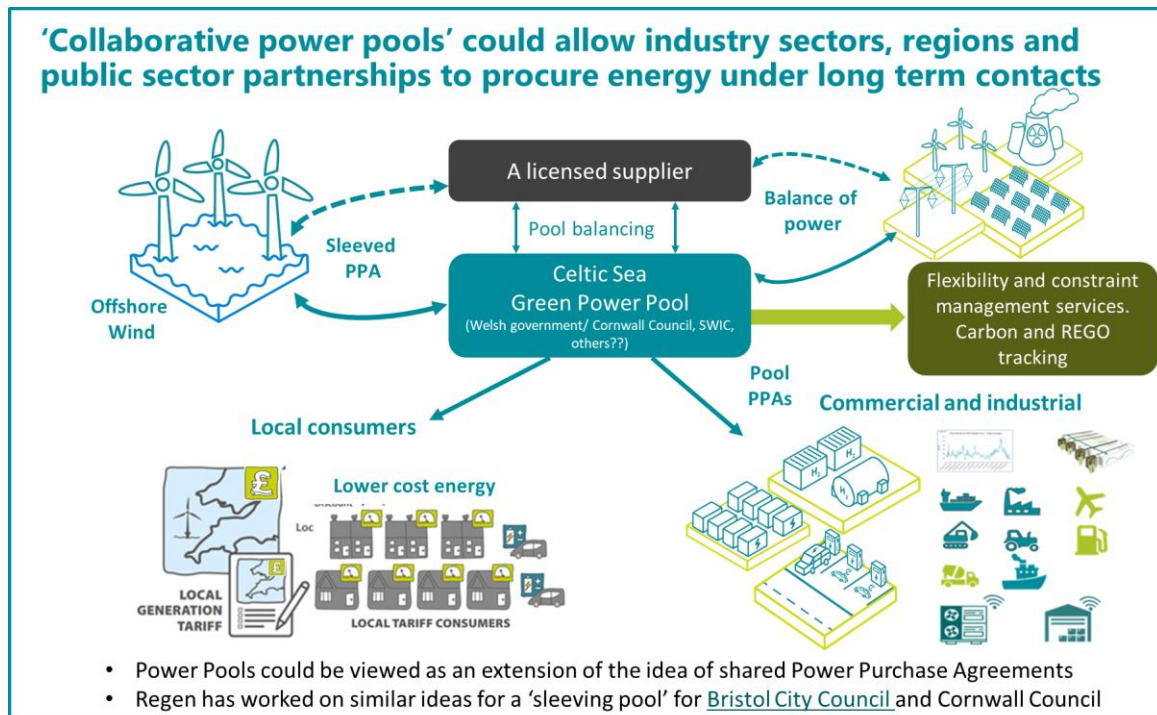 'Collaborative power pools' could allow industry sectors, regions and
public sector partnerships to procure energy under long term contacts
A licensed supplier
Pool balancing
Balance of
power
Sleeved
PPA
Offshore
Wind
Celtic Sea
Green Power Pool
(Welsh government/ Cornwall Council, SWIC,
others??)
Flexibility and constraint
management services.
Carbon and REGO
tracking
Pool
PPAs
Local consumers
Commercial and industrial
£
Lower cost energy
Loc
£
LOCAL
GENERATION
TARIFF
LOCAL TARIFF CONSUMERS
H₂
H₂
H₂
• Power Pools could be viewed as an extension of the idea of shared Power Purchase Agreements
• Regen has worked on similar ideas for a 'sleeving pool' for Bristol City Council and Cornwall Council